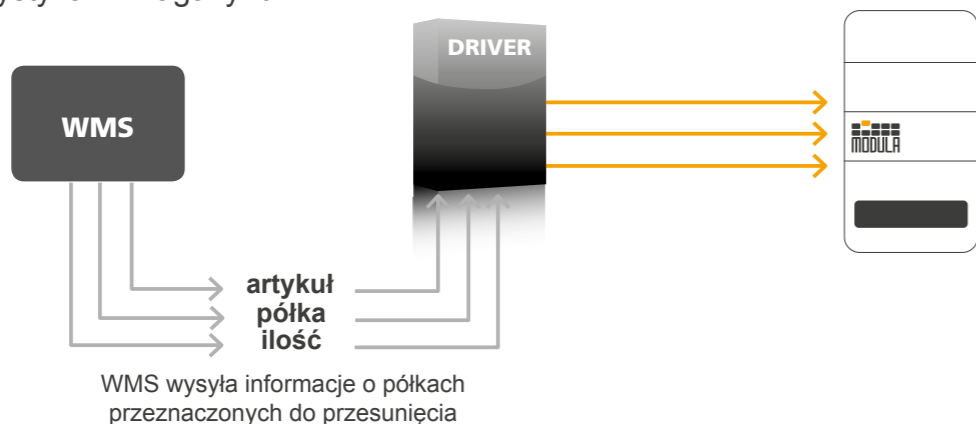 DRIVER
WMS
MODULA
artykuł
półka
ilość
WMS wysyła informacje o półkach
przeznaczonych do przesunięcia